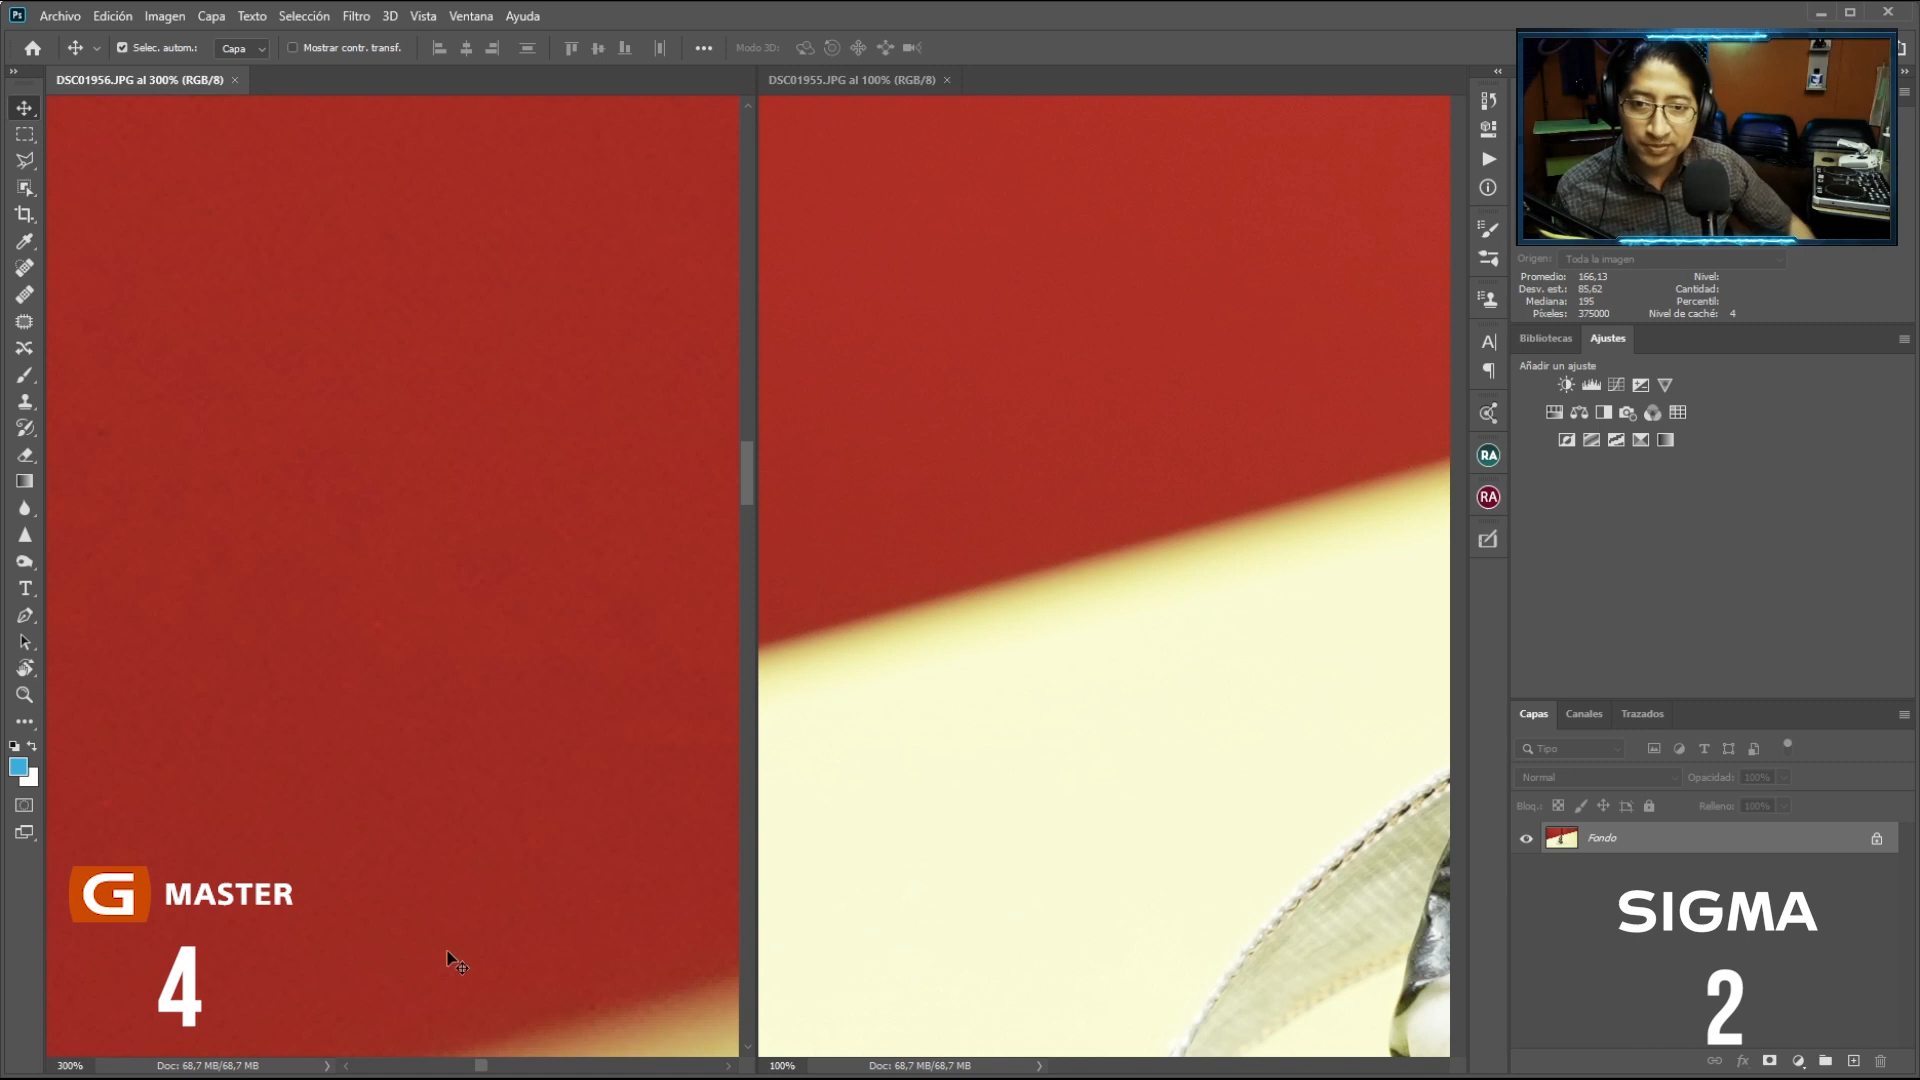 Ps Archivo Edición Imagen Capa Texto Selección Filtro 3D Vista Ventana Ayuda
Selec. autom.: Capa Mostrar contr. transf. Modo 3D:
DSC01956.JPG al 300% (RGB/8) × DSC01955.JPG al 100% (RGB/8) ×
Origen: Toda la imagen
Promedio: 166,13 Nivel:
Desv. est.: 85,62 Cantidad:
Mediana: 195 Percentil:
Píxeles: 375000 Nivel de caché: 4
Bibliotecas Ajustes
Añadir un ajuste
RA
RA
Capas Canales Trazados
Tipo
Normal Opacidad: 100%
Bloq.: Relleno: 100%
Fondo
G MASTER
4
SIGMA
2
300% Doc: 68,7 MB/68,7 MB 100% Doc: 68,7 MB/68,7 MB